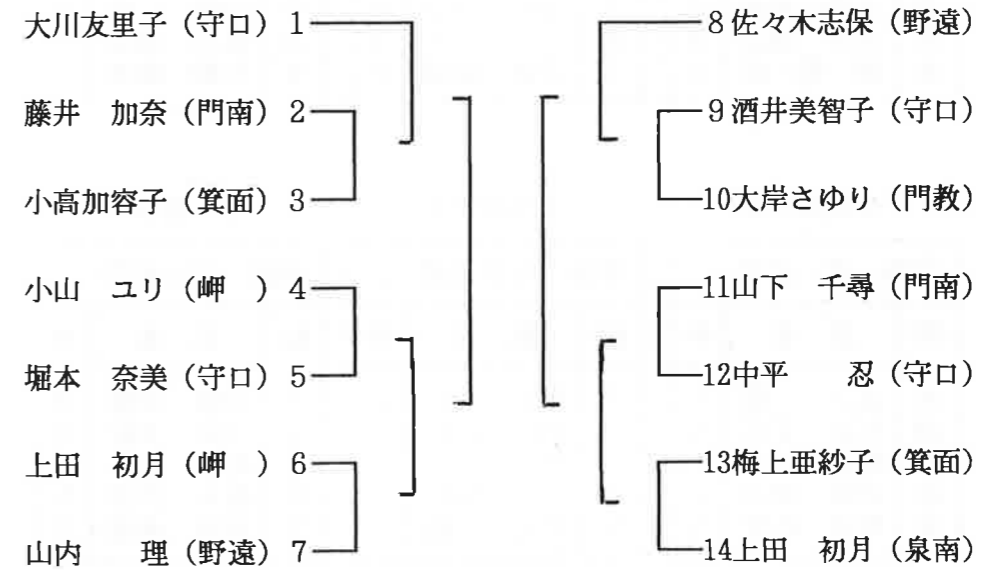 大川友里子（守口）1
藤井　加奈（門南）2
小高加容子（箕面）3
小山　ユリ（岬　）4
堀本　奈美（守口）5
上田　初月（岬　）6
山内　　理（野遠）7
8佐々木志保（野遠）
9酒井美智子（守口）
10大岸さゆり（門教）
11山下　千尋（門南）
12中平　　忍（守口）
13梅上亜紗子（箕面）
14上田　初月（泉南）